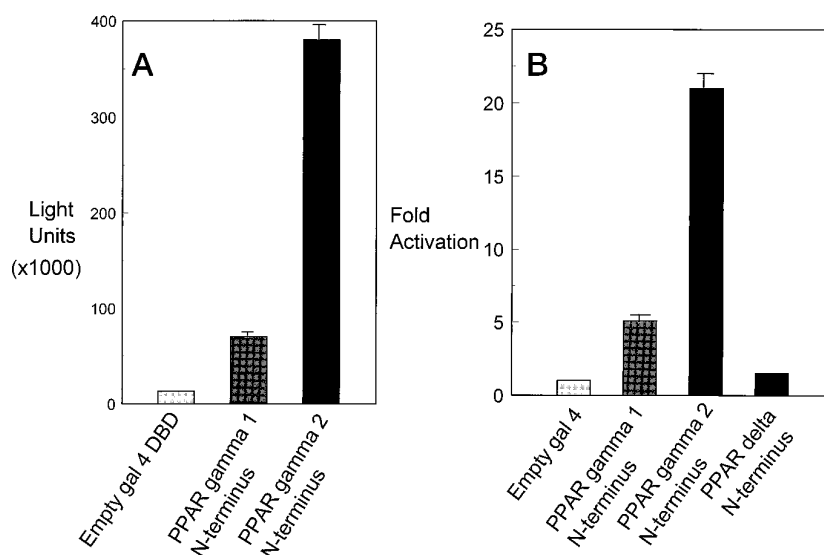 A
400
300
200
100
0
Light
Units
(x1000)
Empty gal 4 DBD
PPAR gamma 1
N-terminus
PPAR gamma 2
N-terminus
B
25
20
15
10
5
0
Fold
Activation
Empty gal 4
PPAR gamma 1
N-terminus
PPAR gamma 2
N-terminus
PPAR delta
N-terminus